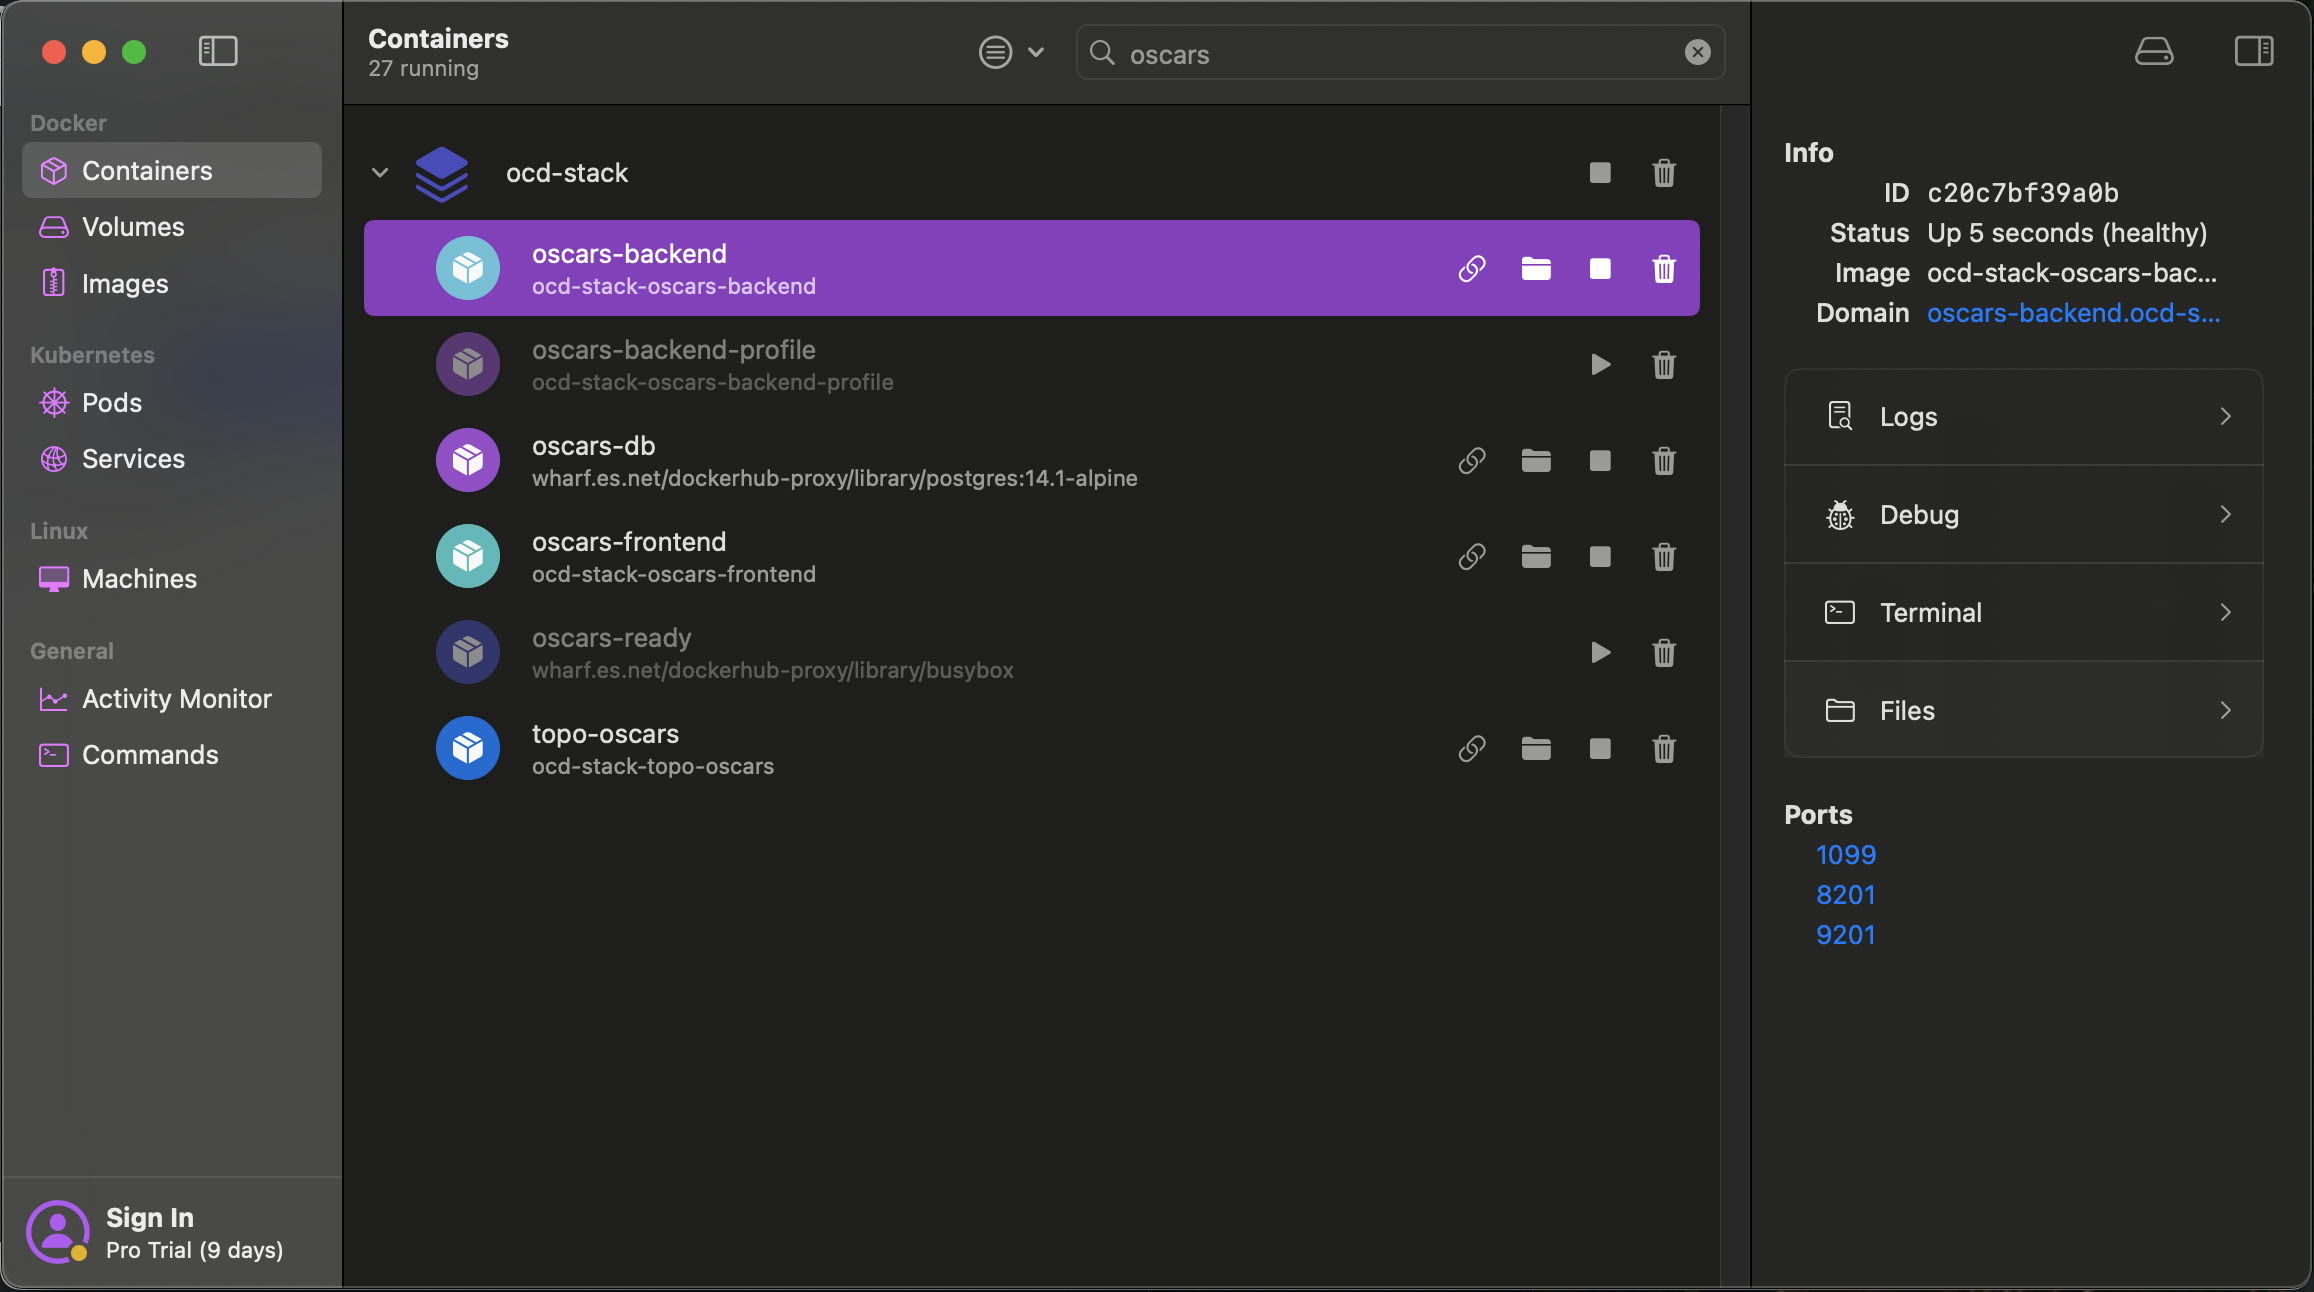 Docker
Containers
Volumes
Images
Kubernetes
Pods
Services
Linux
Machines
General
Activity Monitor
Commands
Sign In
Pro Trial (9 days)
Containers
27 running
oscars
ocd-stack
oscars-backend
ocd-stack-oscars-backend
oscars-backend-profile
ocd-stack-oscars-backend-profile
oscars-db
wharf.es.net/dockerhub-proxy/library/postgres:14.1-alpine
oscars-frontend
ocd-stack-oscars-frontend
oscars-ready
wharf.es.net/dockerhub-proxy/library/busybox
topo-oscars
ocd-stack-topo-oscars
Info
ID c20c7bf39a0b
Status Up 5 seconds (healthy)
Image ocd-stack-oscars-bac...
Domain oscars-backend.ocd-s...
Logs
Debug
Terminal
Files
Ports
1099
8201
9201